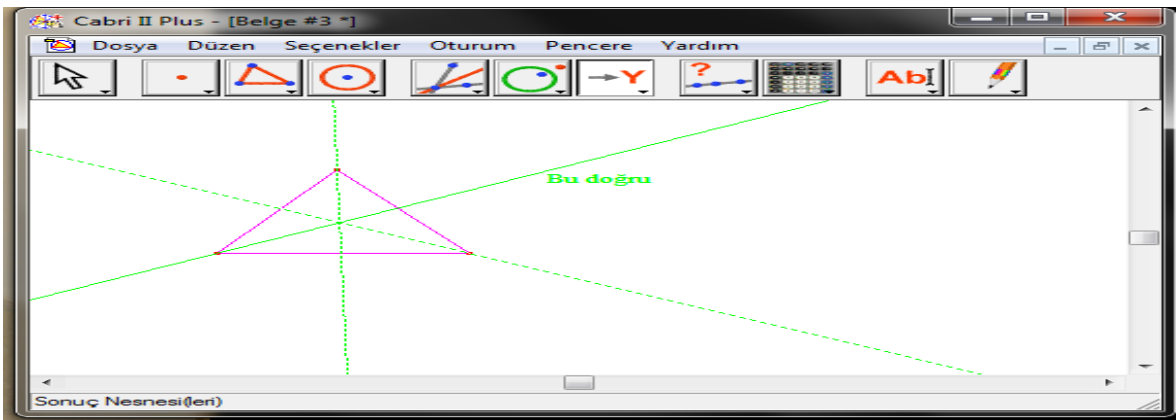 Cabri II Plus - [Belge #3 *]
Dosya Düzen Seçenekler Oturum Pencere Yardım
→Y ? Ab
Bu doğru
Sonuç Nesnesi(leri)